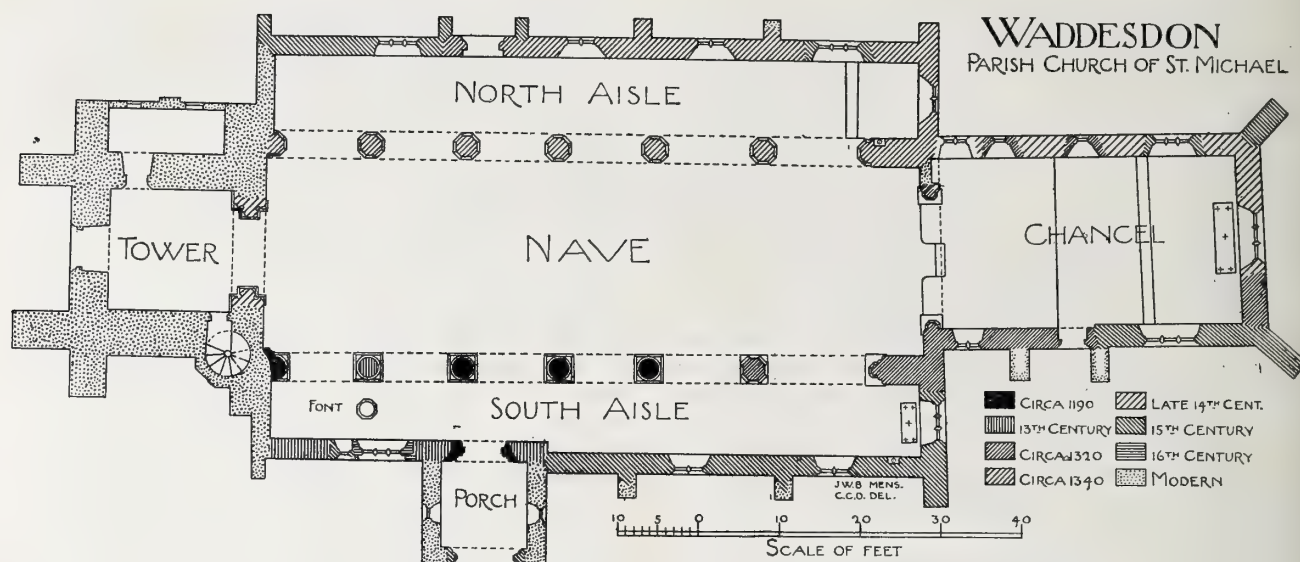 WADDESDON
PARISH CHURCH OF ST. MICHAEL
NORTH AISLE
TOWER
NAVE
CHANCEL
FONT
SOUTH AISLE
PORCH
CIRCA 1190
13TH CENTURY
CIRCA 1320
CIRCA 1340
LATE 14TH CENT.
15TH CENTURY
16TH CENTURY
MODERN
J.W.B. MENS.
C.C.D. DEL.
10 5 0 10 20 30 40
SCALE OF FEET